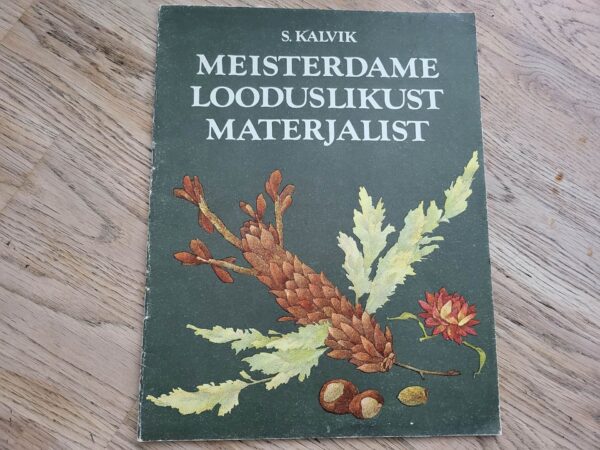 S. KALVIK
MEISTERDAME
LOODUSLIKUST
MATERJALIST